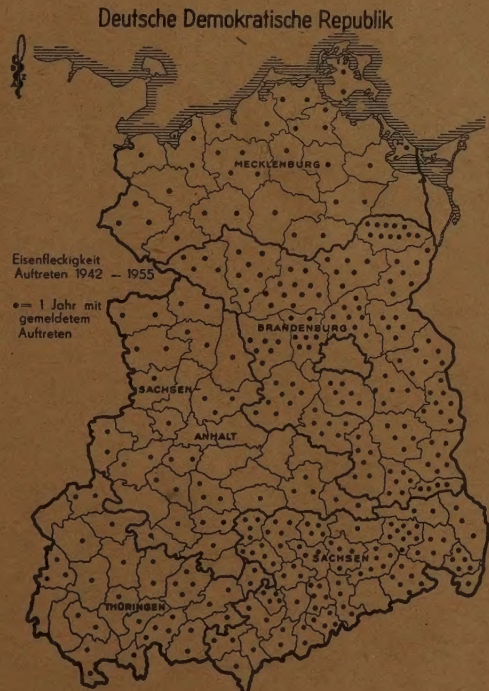 Deutsche Demokratische Republik
MECKLENBURG
Eisenfleckigkeit
Auftreten 1942 – 1955
•= 1 Jahr mit
gemeldetem
Auftreten
BRANDENBURG
SACHSEN
ANHALT
SACHSEN
THÜRINGEN